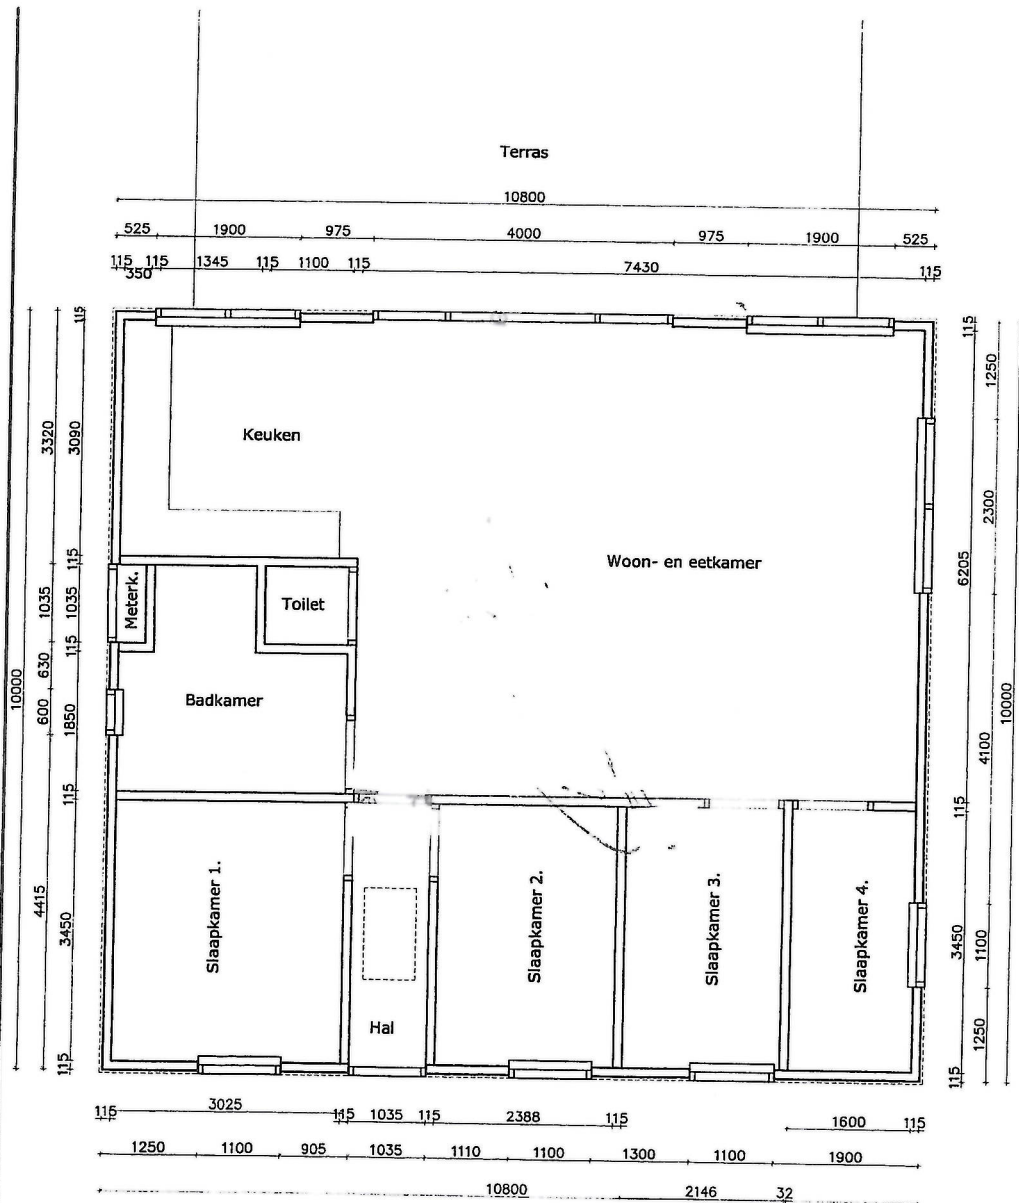 Terras
10800
525 1900 975 4000 975 1900 525
115 115 1345 115 1100 115 7430 115
350
115
115
3320
3090
1250
Keuken
2300
115
Woon- en eetkamer
6205
1035
1035
Meterk.
Toilet
115
630
10000
600
1850
Badkamer
10000
4100
115
115
4415
3450
Slaapkamer 1.
Slaapkamer 2.
Slaapkamer 3.
Slaapkamer 4.
3450
1100
Hal
1250
115
115
115 3025 115 1035 115 2388 115 1600 115
1250 1100 905 1035 1110 1100 1300 1100 1900
10800 2146 32